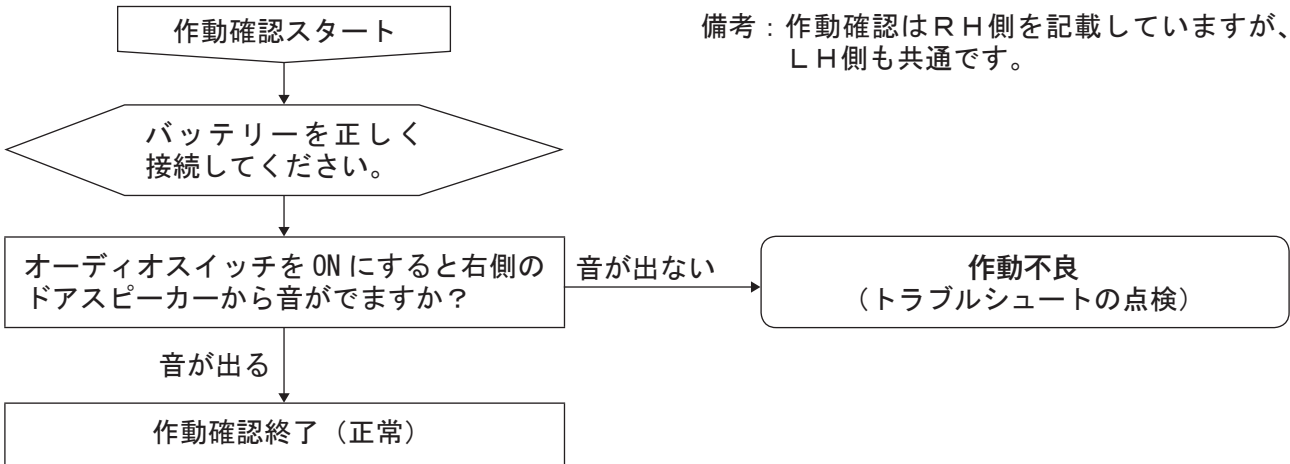 作動確認スタート
備考：作動確認はＲＨ側を記載していますが、
ＬＨ側も共通です。
バッテリーを正しく
接続してください。
オーディオスイッチを ON にすると右側の
ドアスピーカーから音がでますか？
音が出ない
作動不良
（トラブルシュートの点検）
音が出る
作動確認終了（正常）